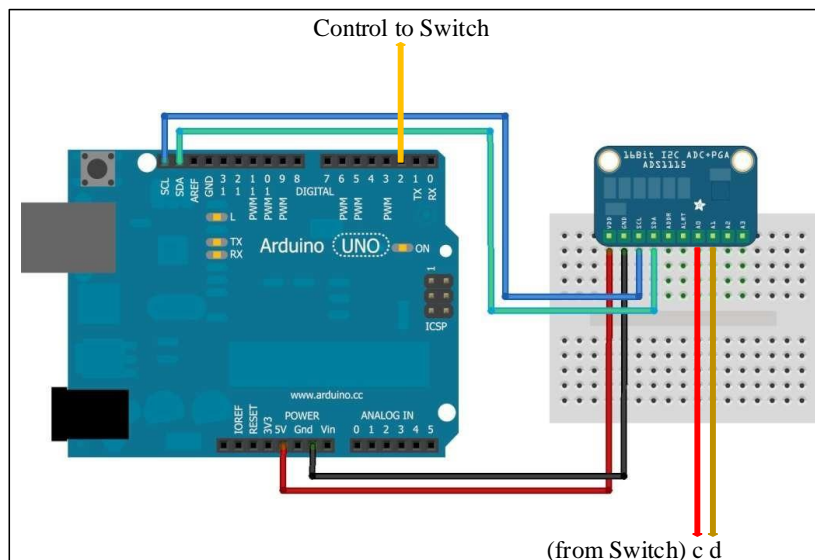 Control to Switch
SCL
SDA
AREF
GND
13
12
11
10
9
8
7
6
5
4
3
2
1
0
PWM
PWM
PWM
DIGITAL
PWM
PWM
PWM
TX
RX
L
TX
RX
Arduino UNO
ON
1
ICSP
www.arduino.cc
IOREF
RESET
3V3
5V
Gnd
Vin
POWER
ANALOG IN
0
1
2
3
4
5
16Bit I2C ADC+PGA
ADS1115
VDD
GND
SCL
SDA
ADDR
ALRT
A0
A1
A2
A3
(from Switch) c d